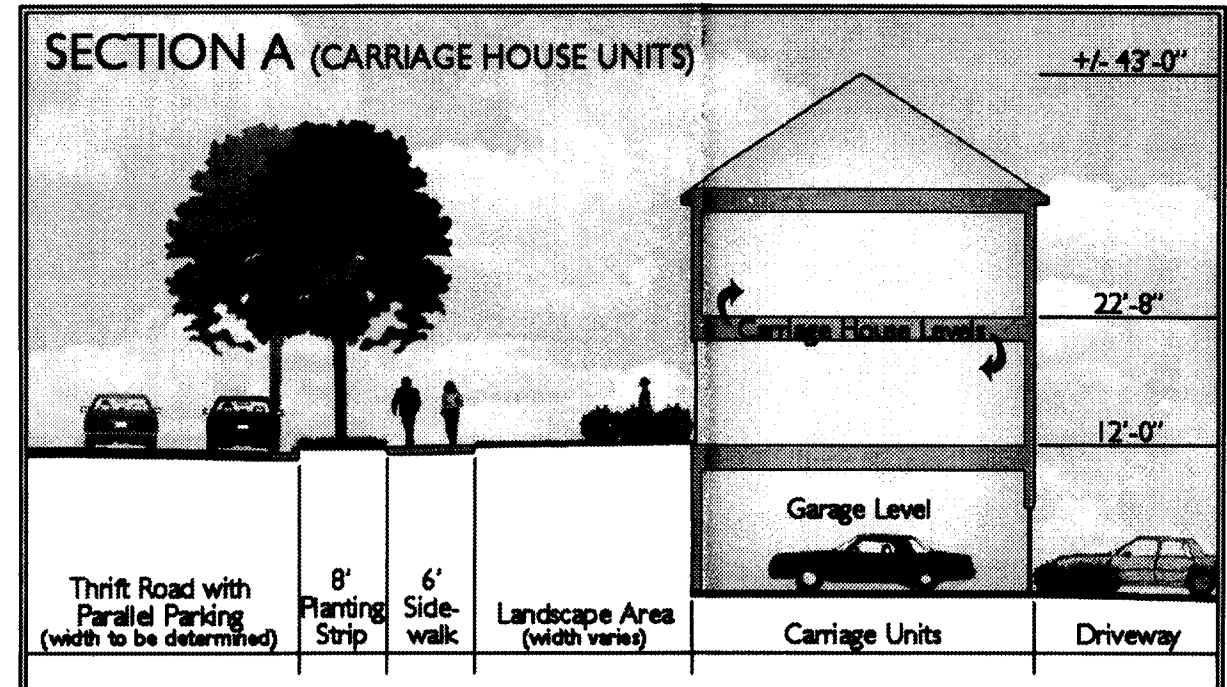 SECTION A (CARRIAGE HOUSE UNITS)
+/- 43'-0"
22'-8"
Carriage House Levels
12'-0"
Garage Level
Thrift Road with
Parallel Parking
(width to be determined)
8'
Planting
Strip
6'
Side-
walk
Landscape Area
(width varies)
Carriage Units
Driveway